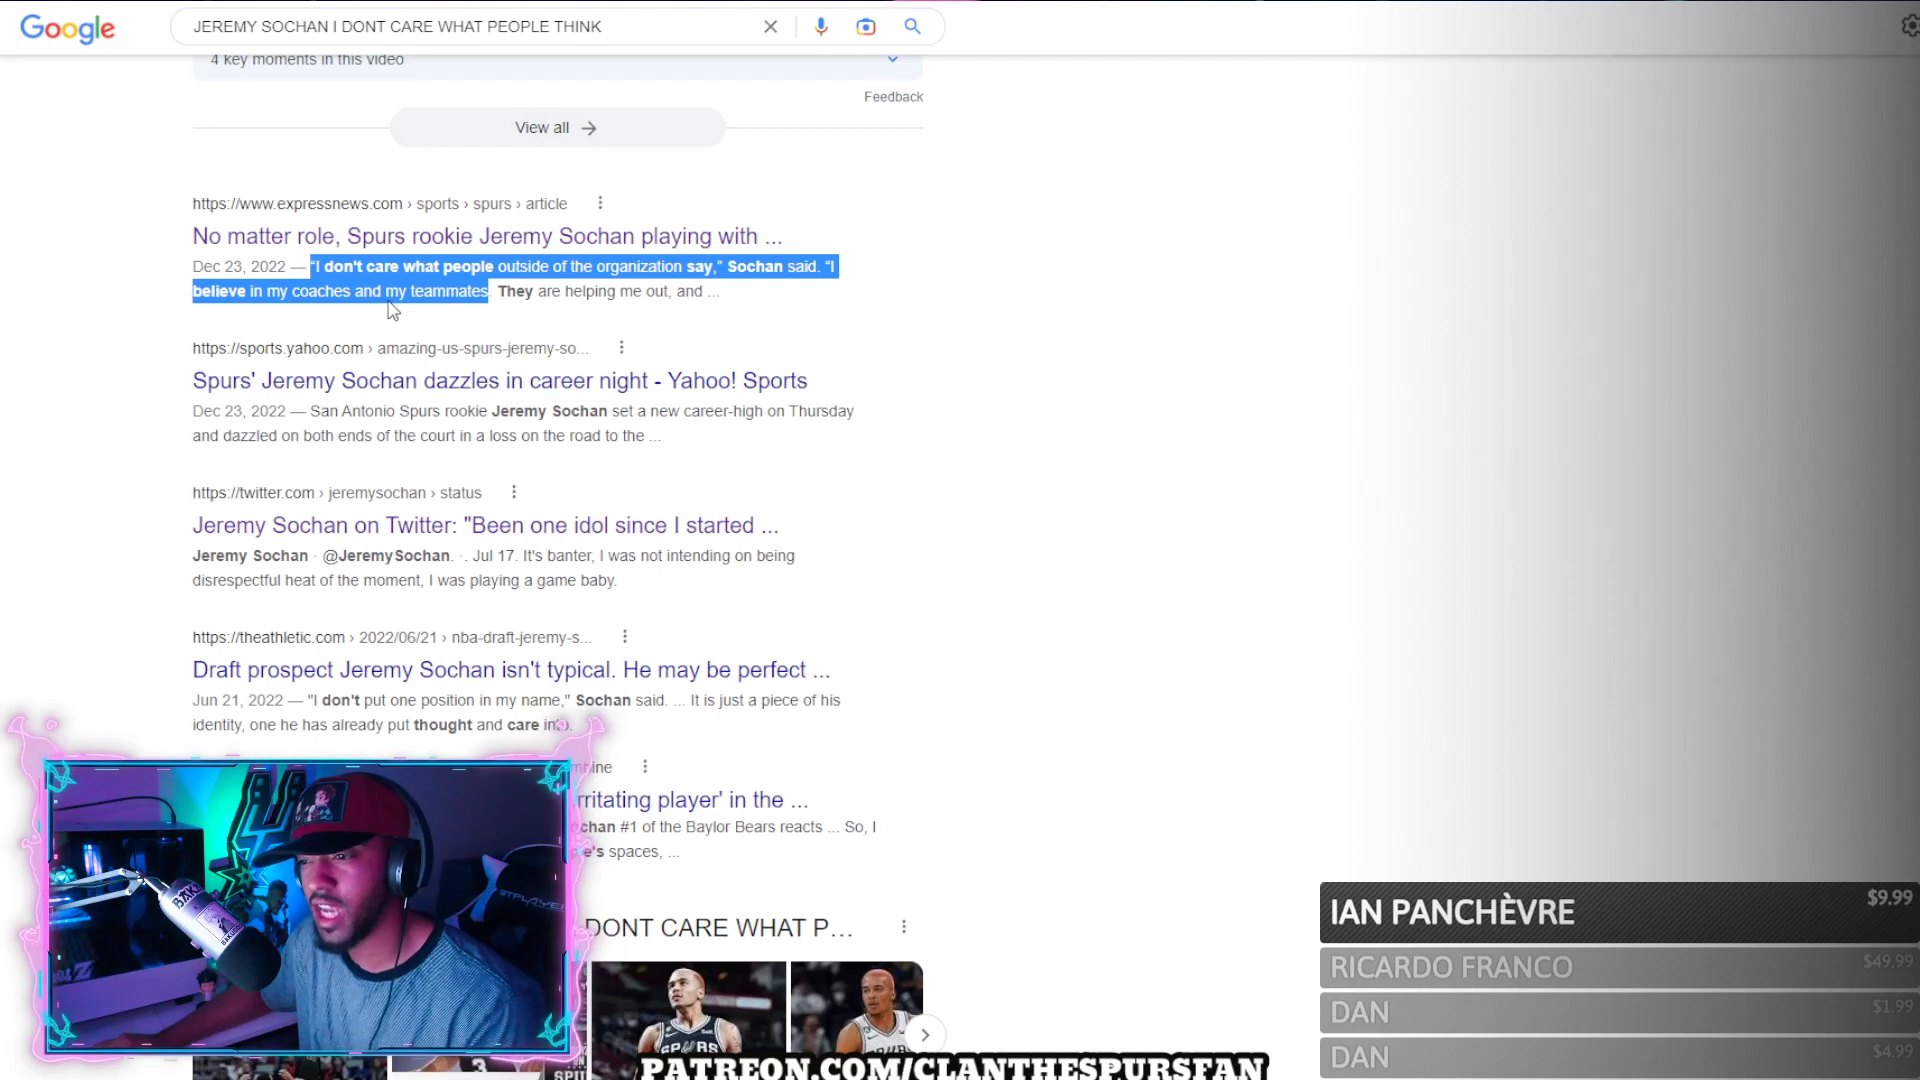 Google
JEREMY SOCHAN I DONT CARE WHAT PEOPLE THINK
4 key moments in this video
Feedback
View all
https://www.expressnews.com › sports › spurs › article
No matter role, Spurs rookie Jeremy Sochan playing with ...
Dec 23, 2022 — “I don't care what people outside of the organization say,” Sochan said. “I
believe in my coaches and my teammates. They are helping me out, and ...
https://sports.yahoo.com › amazing-us-spurs-jeremy-so...
Spurs' Jeremy Sochan dazzles in career night - Yahoo! Sports
Dec 23, 2022 — San Antonio Spurs rookie Jeremy Sochan set a new career-high on Thursday
and dazzled on both ends of the court in a loss on the road to the ...
https://twitter.com › jeremysochan › status
Jeremy Sochan on Twitter: "Been one idol since I started ...
Jeremy Sochan · @JeremySochan. ·. Jul 17. It's banter, I was not intending on being
disrespectful heat of the moment, I was playing a game baby.
https://theathletic.com › 2022/06/21 › nba-draft-jeremy-s...
Draft prospect Jeremy Sochan isn't typical. He may be perfect ...
Jun 21, 2022 — "I don't put one position in my name," Sochan said. ... It is just a piece of his
identity, one he has already put thought and care into.
rritating player' in the ...
chan #1 of the Baylor Bears reacts ... So, I
e's spaces, ...
DONT CARE WHAT P...
SPURS
3
IAN PANCHÈVRE
$9.99
RICARDO FRANCO
$49.99
DAN
$1.99
DAN
$4.99
PATREON.COM/CLANTHESPURSFAN